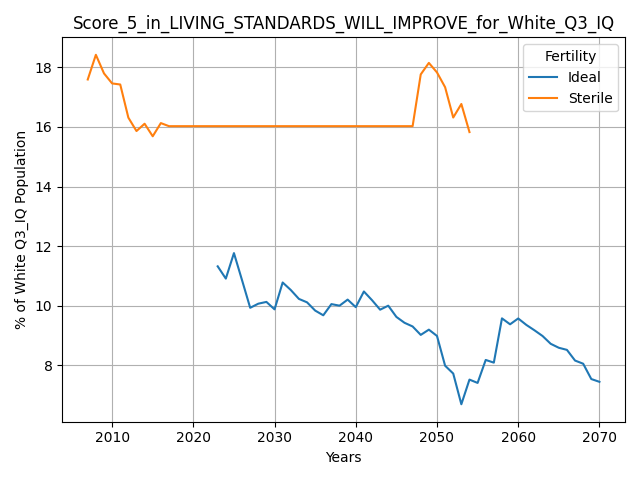 Score_5_in_LIVING_STANDARDS_WILL_IMPROVE_for_White_Q3_IQ
Fertility
Ideal
Sterile
% of White Q3_IQ Population
18
16
14
12
10
8
2010 2020 2030 2040 2050 2060 2070
Years